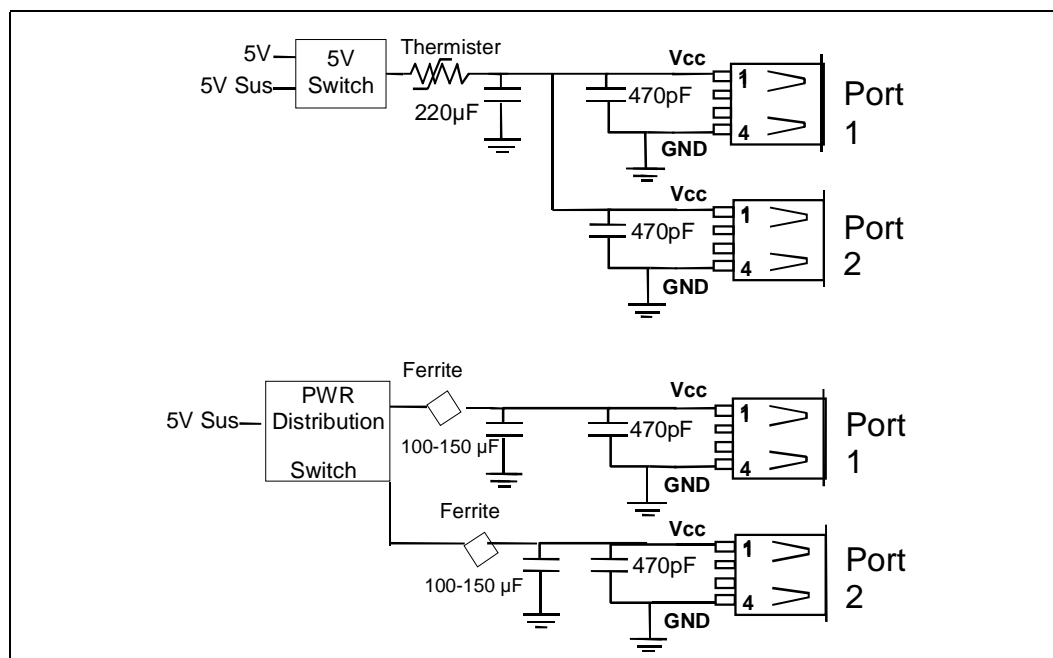 5V
5V Sus
5V
Switch
Thermister
220µF
470pF
Vcc
GND
1
4
Port
1
470pF
Vcc
GND
1
4
Port
2
5V Sus
PWR
Distribution
Switch
Ferrite
100-150 µF
470pF
Vcc
GND
1
4
Port
1
Ferrite
100-150 µF
470pF
Vcc
GND
1
4
Port
2